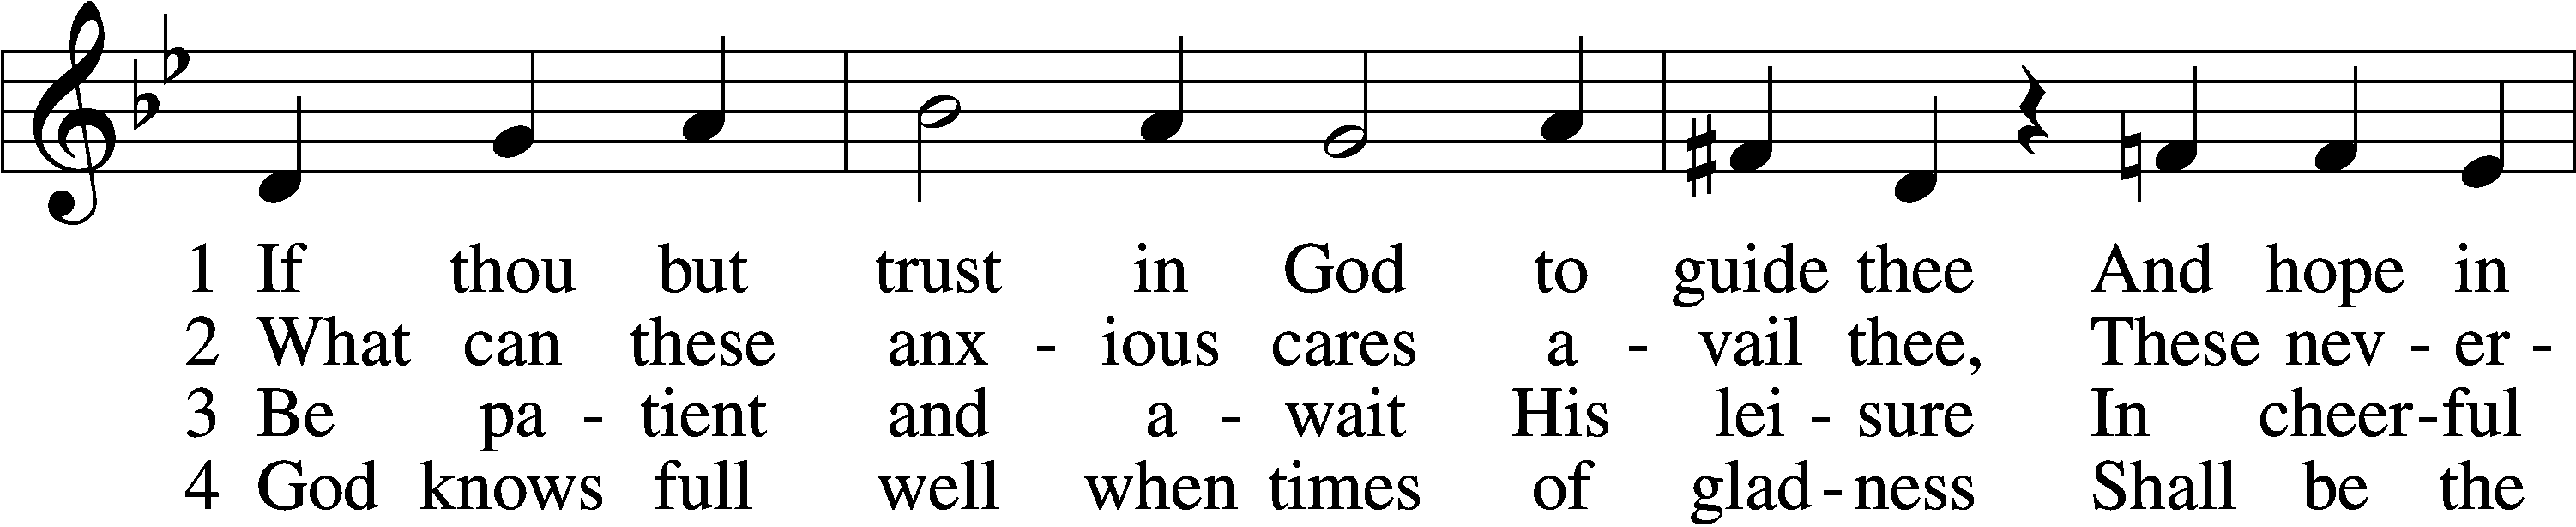 1 If thou but trust in God to guide thee And hope in
2 What can these anx - ious cares a - vail thee, These nev - er -
3 Be pa - tient and a - wait His lei - sure In cheer - ful
4 God knows full well when times of glad - ness Shall be the